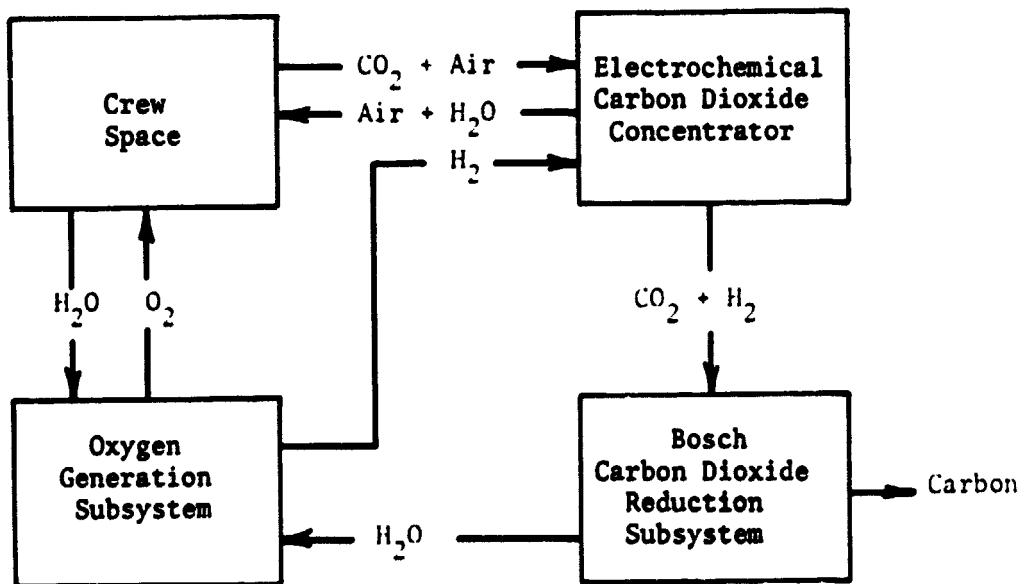 Crew
Space
CO₂ + Air
Air + H₂O
H₂
Electrochemical
Carbon Dioxide
Concentrator
H₂O
O₂
CO₂ + H₂
Oxygen
Generation
Subsystem
H₂O
Bosch
Carbon Dioxide
Reduction
Subsystem
Carbon